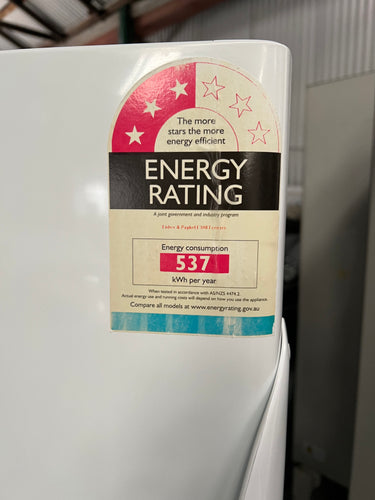 The more
stars the more
energy efficient
ENERGY
RATING
A joint government and industry program
Energy consumption
537
kWh per year
When tested in accordance with AS/NZS 4474.2.
Actual energy use and running costs will depend on how you use the appliance.
Compare all models at www.energyrating.gov.au